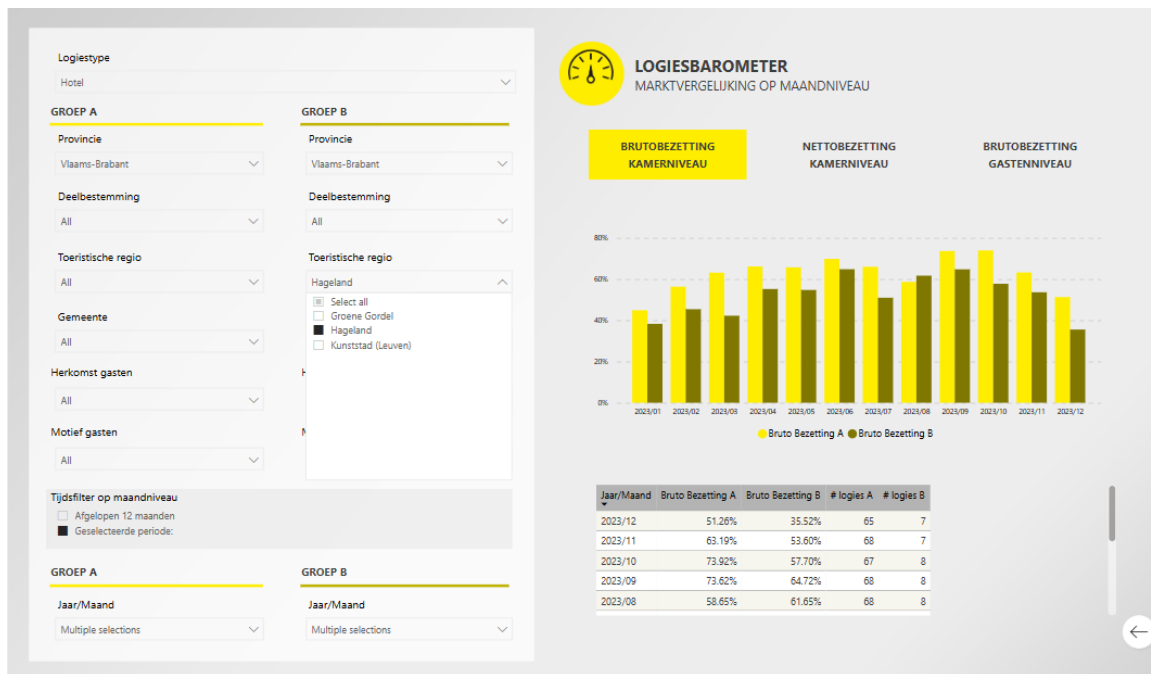 Logiestype
Hotel
GROEP A
GROEP B
Provincie
Provincie
Vlaams-Brabant
Vlaams-Brabant
Deelbestemming
Deelbestemming
All
All
Toeristische regio
Toeristische regio
All
Hageland
Select all
Groene Gordel
Hageland
Kunststad (Leuven)
Gemeente
All
Herkomst gasten
All
Motief gasten
All
Tijdsfilter op maandniveau
Afgelopen 12 maanden
Geselecteerde periode:
GROEP A
GROEP B
Jaar/Maand
Jaar/Maand
Multiple selections
Multiple selections
LOGIESBAROMETER
MARKTVERGELIJKING OP MAANDNIVEAU
BRUTOBEZETTING
KAMERNIVEAU
NETTOBEZETTING
KAMERNIVEAU
BRUTOBEZETTING
GASTENNIVEAU
80%
60%
40%
20%
0%
2023/01 2023/02 2023/03 2023/04 2023/05 2023/06 2023/07 2023/08 2023/09 2023/10 2023/11 2023/12
Bruto Bezetting A Bruto Bezetting B
Jaar/Maand Bruto Bezetting A Bruto Bezetting B # logies A # logies B
2023/12 51.26% 35.52% 65 7
2023/11 63.19% 53.60% 68 7
2023/10 73.92% 57.70% 67 8
2023/09 73.62% 64.72% 68 8
2023/08 58.65% 61.65% 68 8